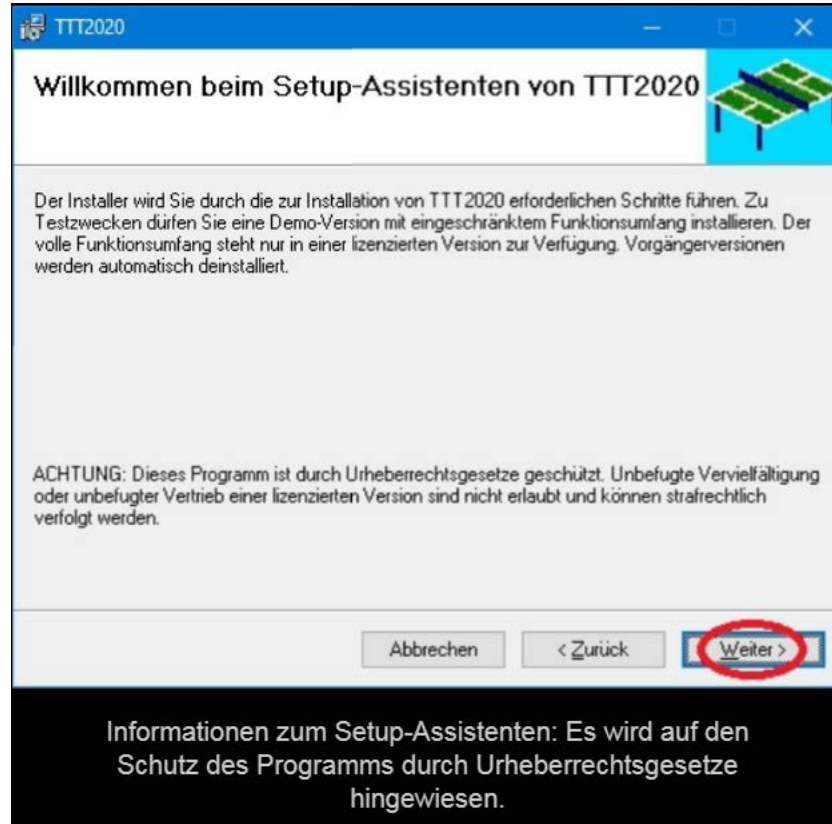 TTT2020
Willkommen beim Setup-Assistenten von TTT2020
Der Installer wird Sie durch die zur Installation von TTT2020 erforderlichen Schritte führen. Zu
Testzwecken dürfen Sie eine Demo-Version mit eingeschränktem Funktionsumfang installieren. Der
volle Funktionsumfang steht nur in einer lizenzierten Version zur Verfügung. Vorgängerversionen
werden automatisch deinstalliert.
ACHTUNG: Dieses Programm ist durch Urheberrechtsgesetze geschützt. Unbefugte Vervielfältigung
oder unbefugter Vertrieb einer lizenzierten Version sind nicht erlaubt und können strafrechtlich
verfolgt werden.
Abbrechen < Zurück Weiter >
Informationen zum Setup-Assistenten: Es wird auf den
Schutz des Programms durch Urheberrechtsgesetze
hingewiesen.